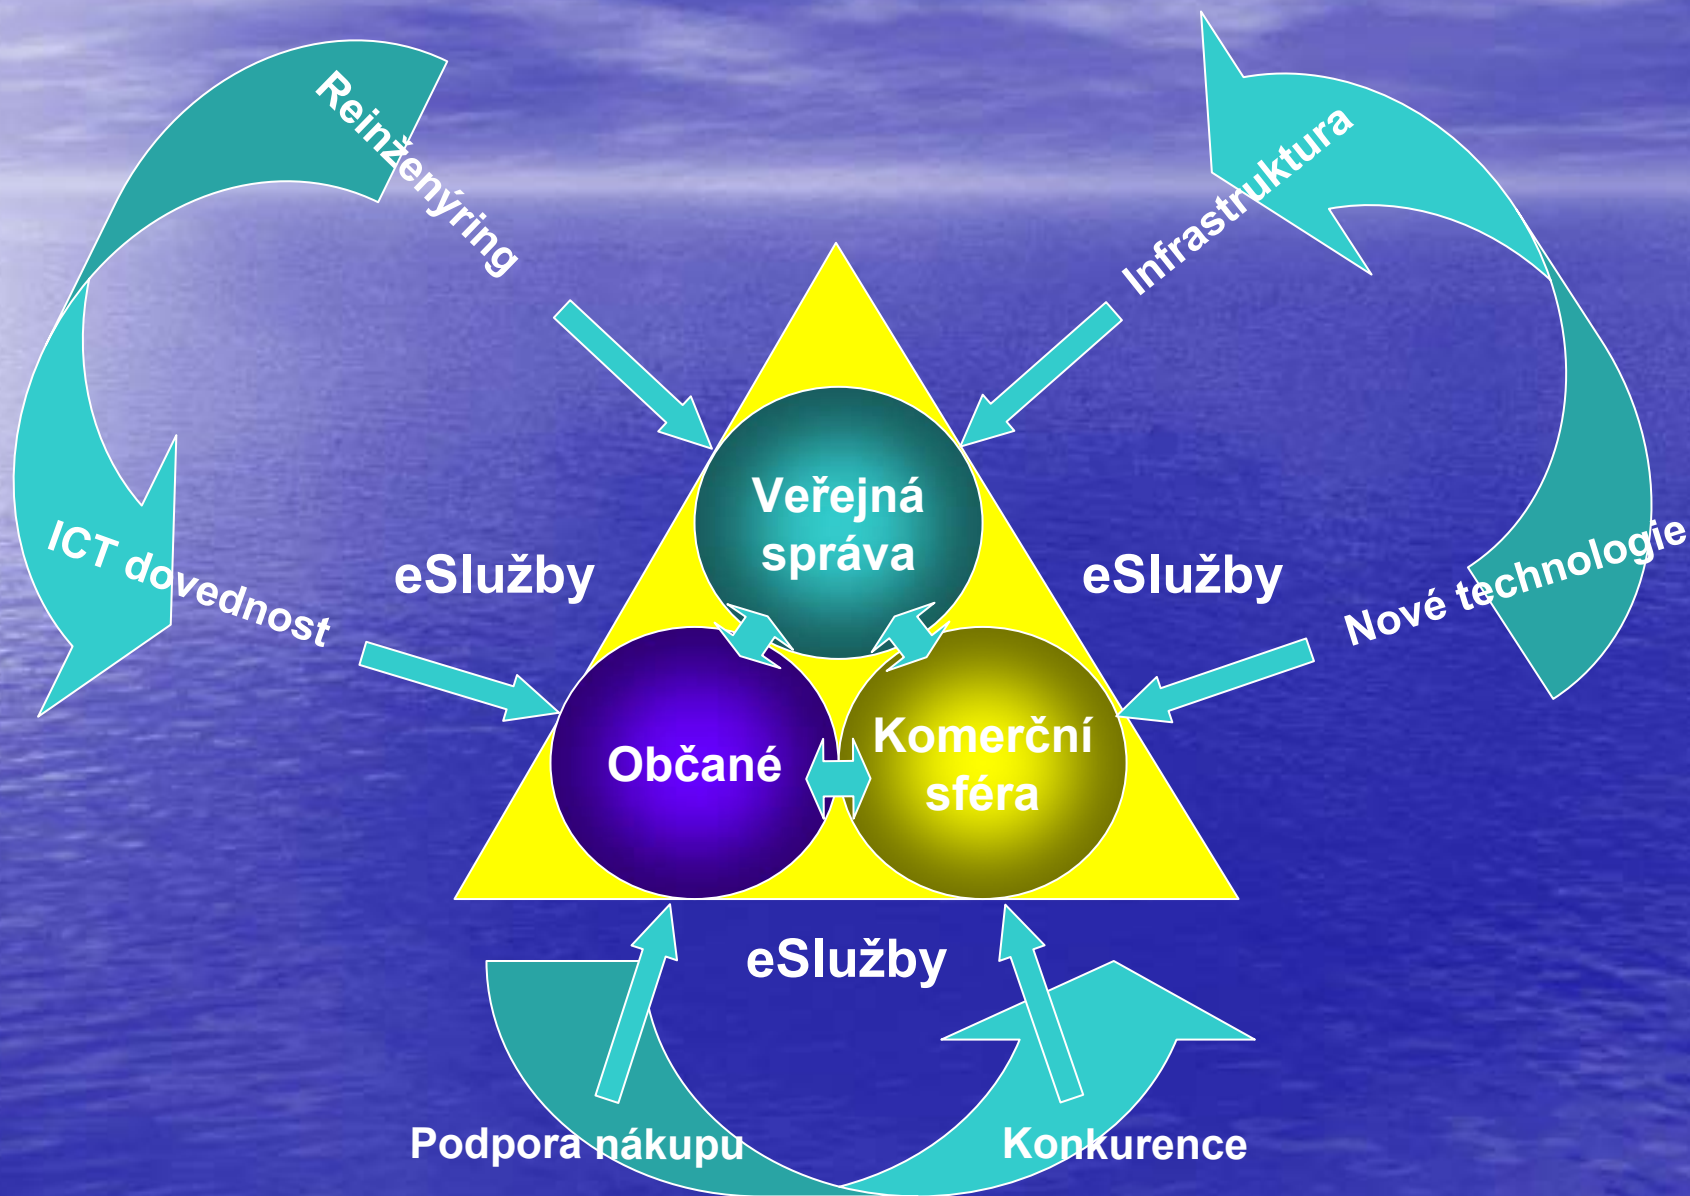 Reinženýring
Infrastruktura
Veřejná
správa
ICT dovednost
eSlužby
eSlužby
Nové technologie
Občané
Komerční
sféra
eSlužby
Podpora nákupu
Konkurence